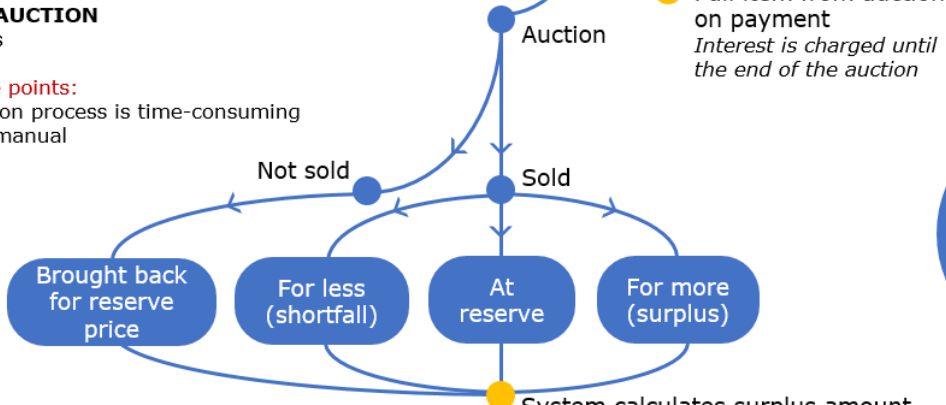 AUCTION
s
points:
on process is time-consuming
manual
Auction
on payment
Interest is charged until
the end of the auction
Not sold
Sold
Brought back
for reserve
price
For less
(shortfall)
At
reserve
For more
(surplus)
System calculates surplus amount